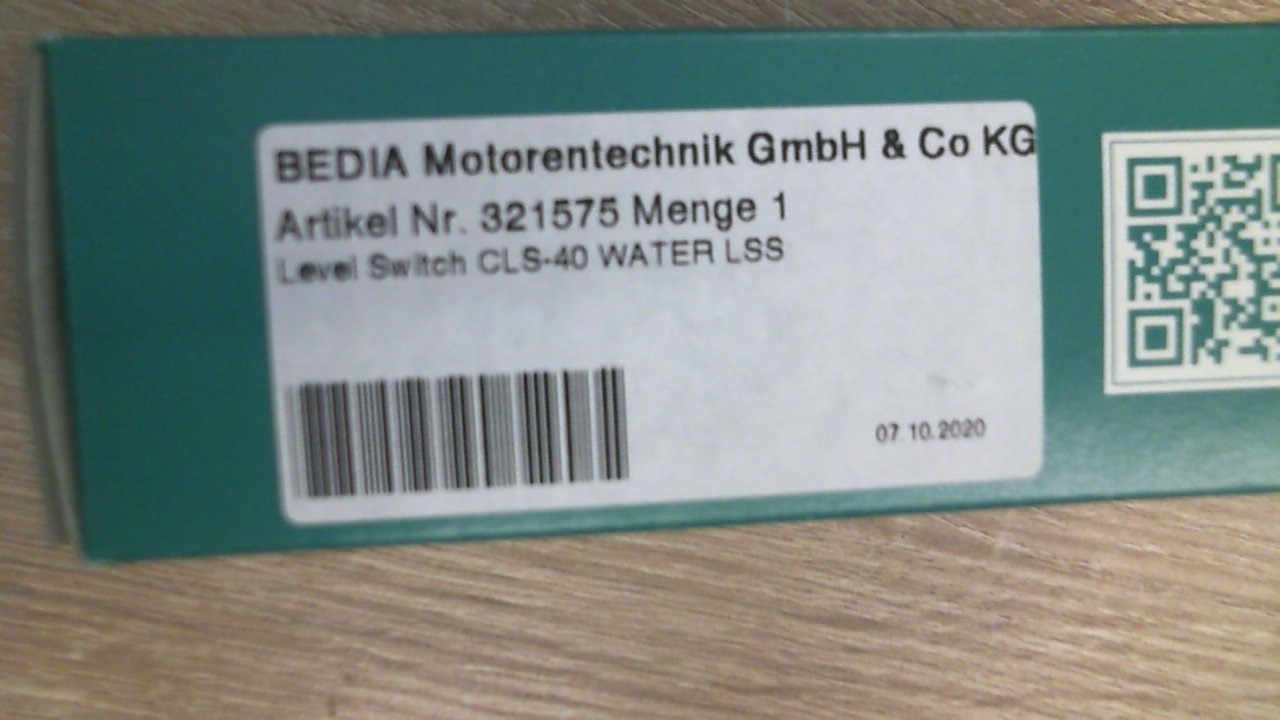 BEDIA Motorentechnik GmbH & Co KG
Artikel Nr. 321575 Menge 1
Level Switch CLS-40 WATER LSS
07.10.2020